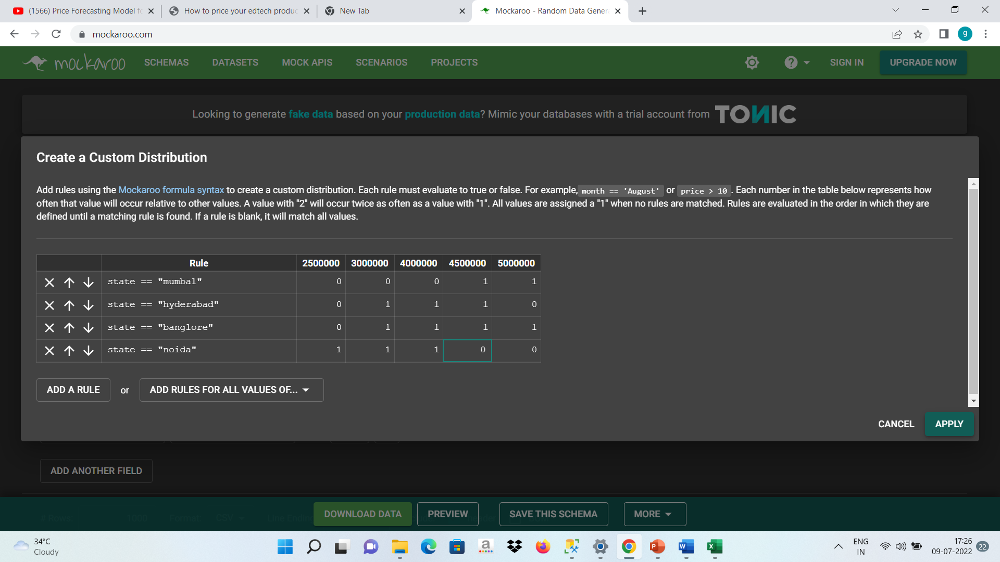 (1566) Price Forecasting Model fo
How to price your edtech produc
New Tab
Mockaroo - Random Data Gener
mockaroo.com
g
mockaroo
SCHEMAS
DATASETS
MOCK APIS
SCENARIOS
PROJECTS
?
SIGN IN
UPGRADE NOW
Looking to generate fake data based on your production data? Mimic your databases with a trial account from TONIC
Create a Custom Distribution
Add rules using the Mockaroo formula syntax to create a custom distribution. Each rule must evaluate to true or false. For example, month == 'August' or price > 10 . Each number in the table below represents how
often that value will occur relative to other values. A value with "2" will occur twice as often as a value with "1". All values are assigned a "1" when no rules are matched. Rules are evaluated in the order in which they are
defined until a matching rule is found. If a rule is blank, it will match all values.
Rule 2500000 3000000 4000000 4500000 5000000
state == "mumbal" 0 0 0 1 1
state == "hyderabad" 0 1 1 1 0
state == "banglore" 0 1 1 1 1
state == "noida" 1 1 1 0 0
ADD A RULE or ADD RULES FOR ALL VALUES OF...
CANCEL
APPLY
ADD ANOTHER FIELD
# Rows: 1000 Format: CSV Line Ending
header
DOWNLOAD DATA
PREVIEW
SAVE THIS SCHEMA
MORE
34°C
Cloudy
a
P
W
X
ENG
IN
17:26
09-07-2022
22